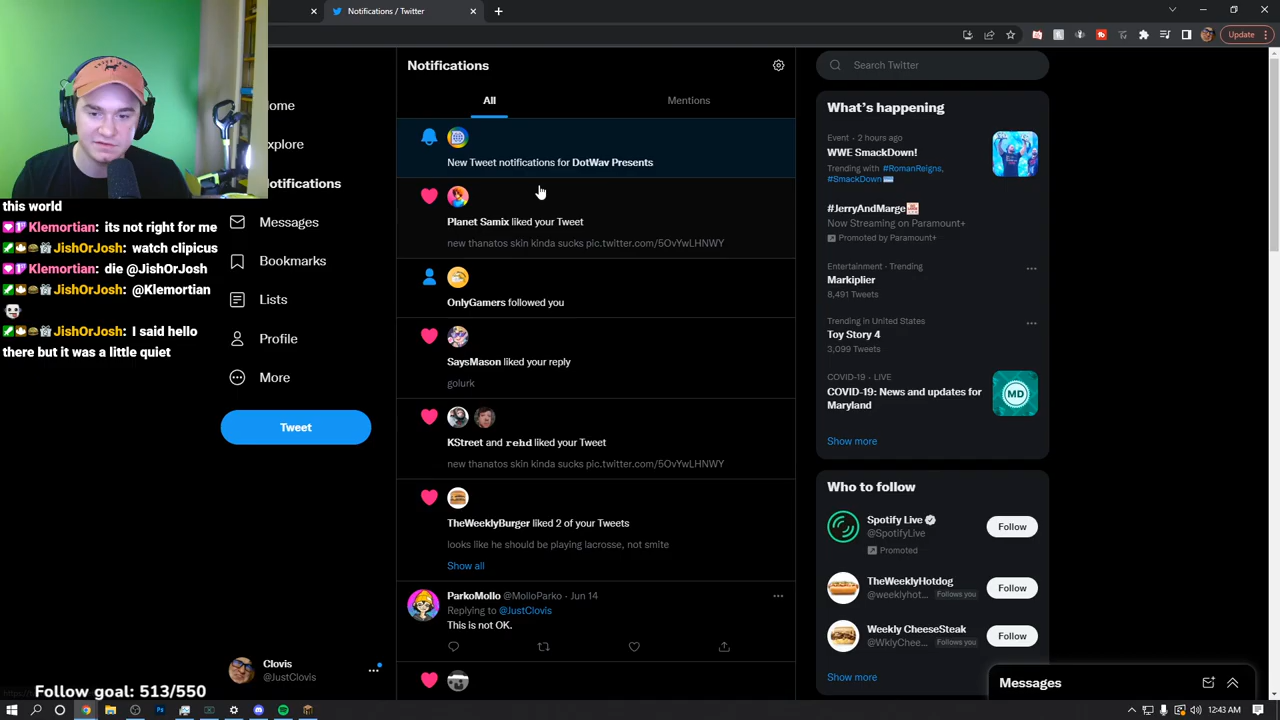 Notifications / Twitter
Update
Notifications
All
Mentions
New Tweet notifications for DotWav Presents
Planet Samix liked your Tweet
new thanatos skin kinda sucks pic.twitter.com/5OvYwLHNWY
OnlyGamers followed you
SaysMason liked your reply
golurk
KStreet and rehd liked your Tweet
new thanatos skin kinda sucks pic.twitter.com/5OvYwLHNWY
TheWeeklyBurger liked 2 of your Tweets
looks like he should be playing lacrosse, not smite
Show all
ParkoMollo @MolloParko · Jun 14
Replying to @JustClovis
This is not OK.
ome
xplore
otifications
Messages
Bookmarks
Lists
Profile
More
Tweet
Clovis
@JustClovis
this world
Klemortian: its not right for me
JishOrJosh: watch clipicus
Klemortian: die @JishOrJosh
JishOrJosh: @Klemortian
JishOrJosh: I said hello
there but it was a little quiet
Follow goal: 513/550
Search Twitter
What's happening
Event · 2 hours ago
WWE SmackDown!
Trending with #RomanReigns,
#SmackDown
#JerryAndMarge
Now Streaming on Paramount+
Promoted by Paramount+
Entertainment · Trending
Markiplier
8,491 Tweets
Trending in United States
Toy Story 4
3,099 Tweets
COVID-19 · LIVE
COVID-19: News and updates for
Maryland
MD
Show more
Who to follow
Spotify Live
@SpotifyLive
Promoted
Follow
TheWeeklyHotdog
@weeklyhot... Follows you
Follow
Weekly CheeseSteak
@WklyChee... Follows you
Follow
Show more
Messages
12:43 AM